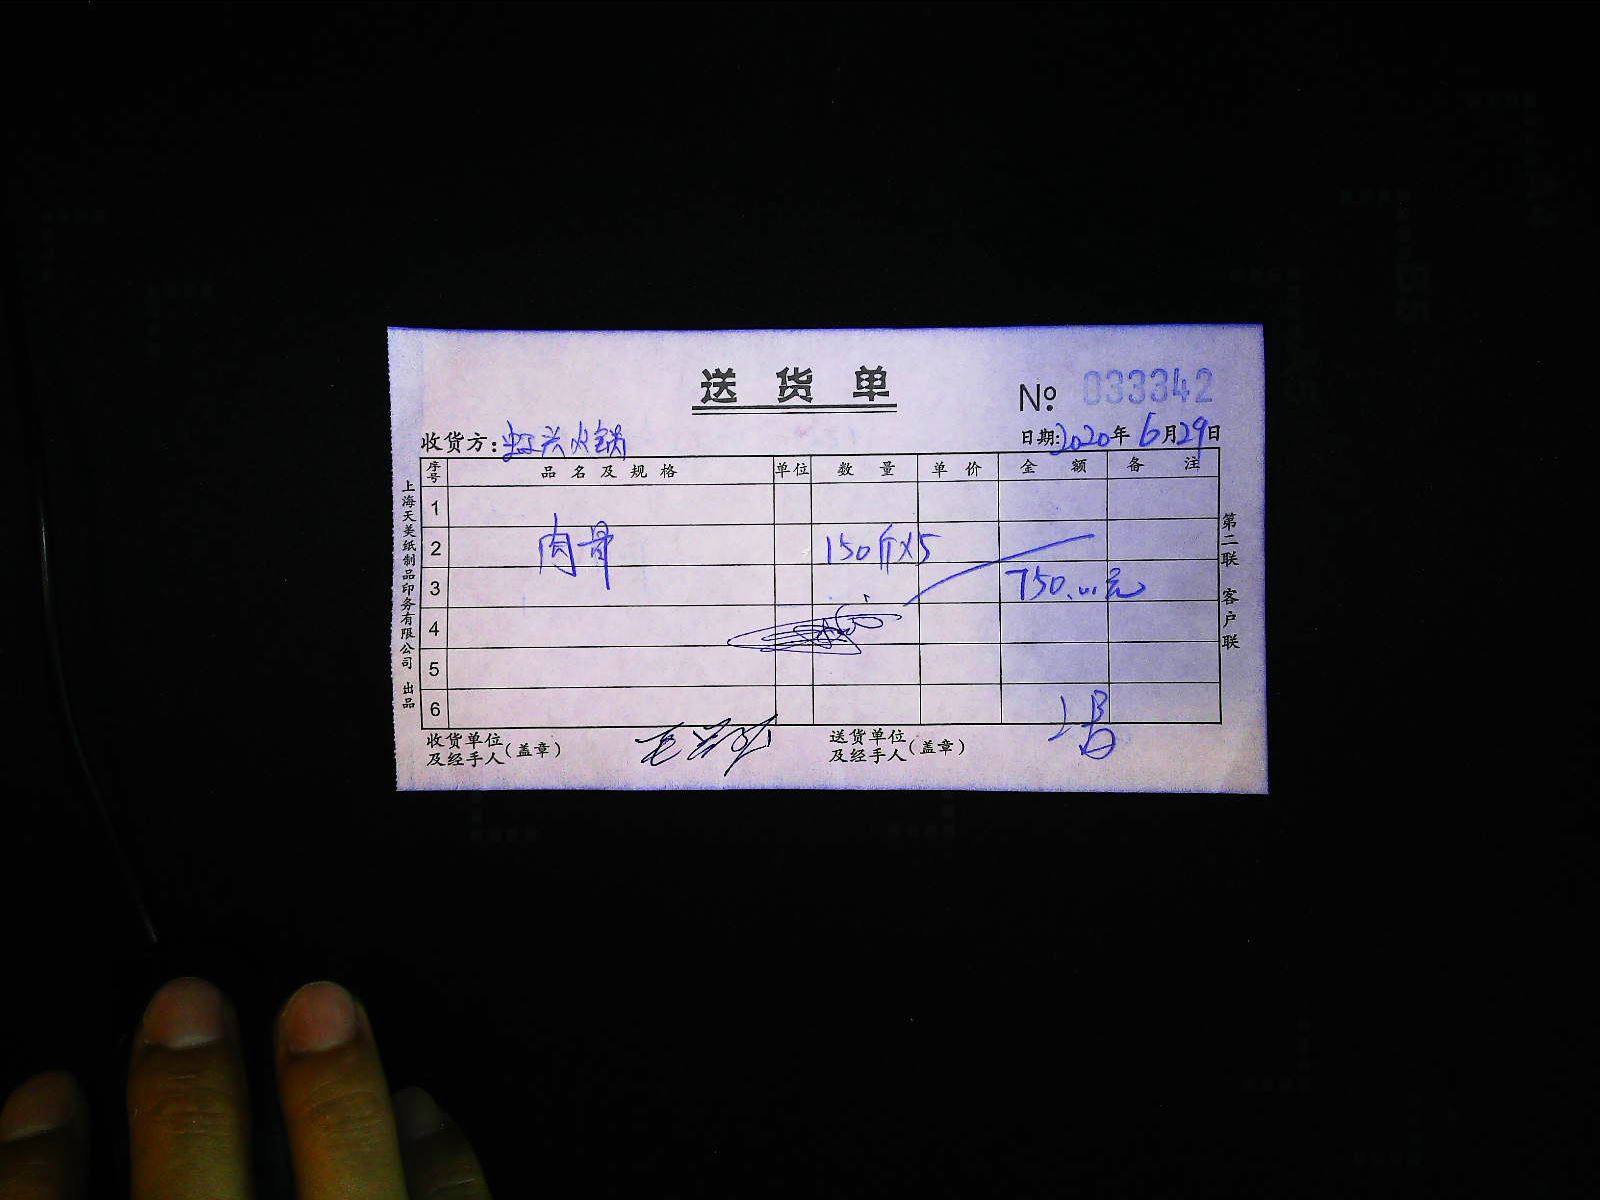 送货单
№ 033342
收货方: 虹兴火锅
日期:2020年6月29日
序号 品名及规格 单位 数量 单价 金额 备注
1
2 肉骨 150斤×5
3 750.00元
4
5
6
收货单位及经手人(盖章)
送货单位及经手人(盖章)
上海天美纸制品印务有限公司 出品
第二联 客户联